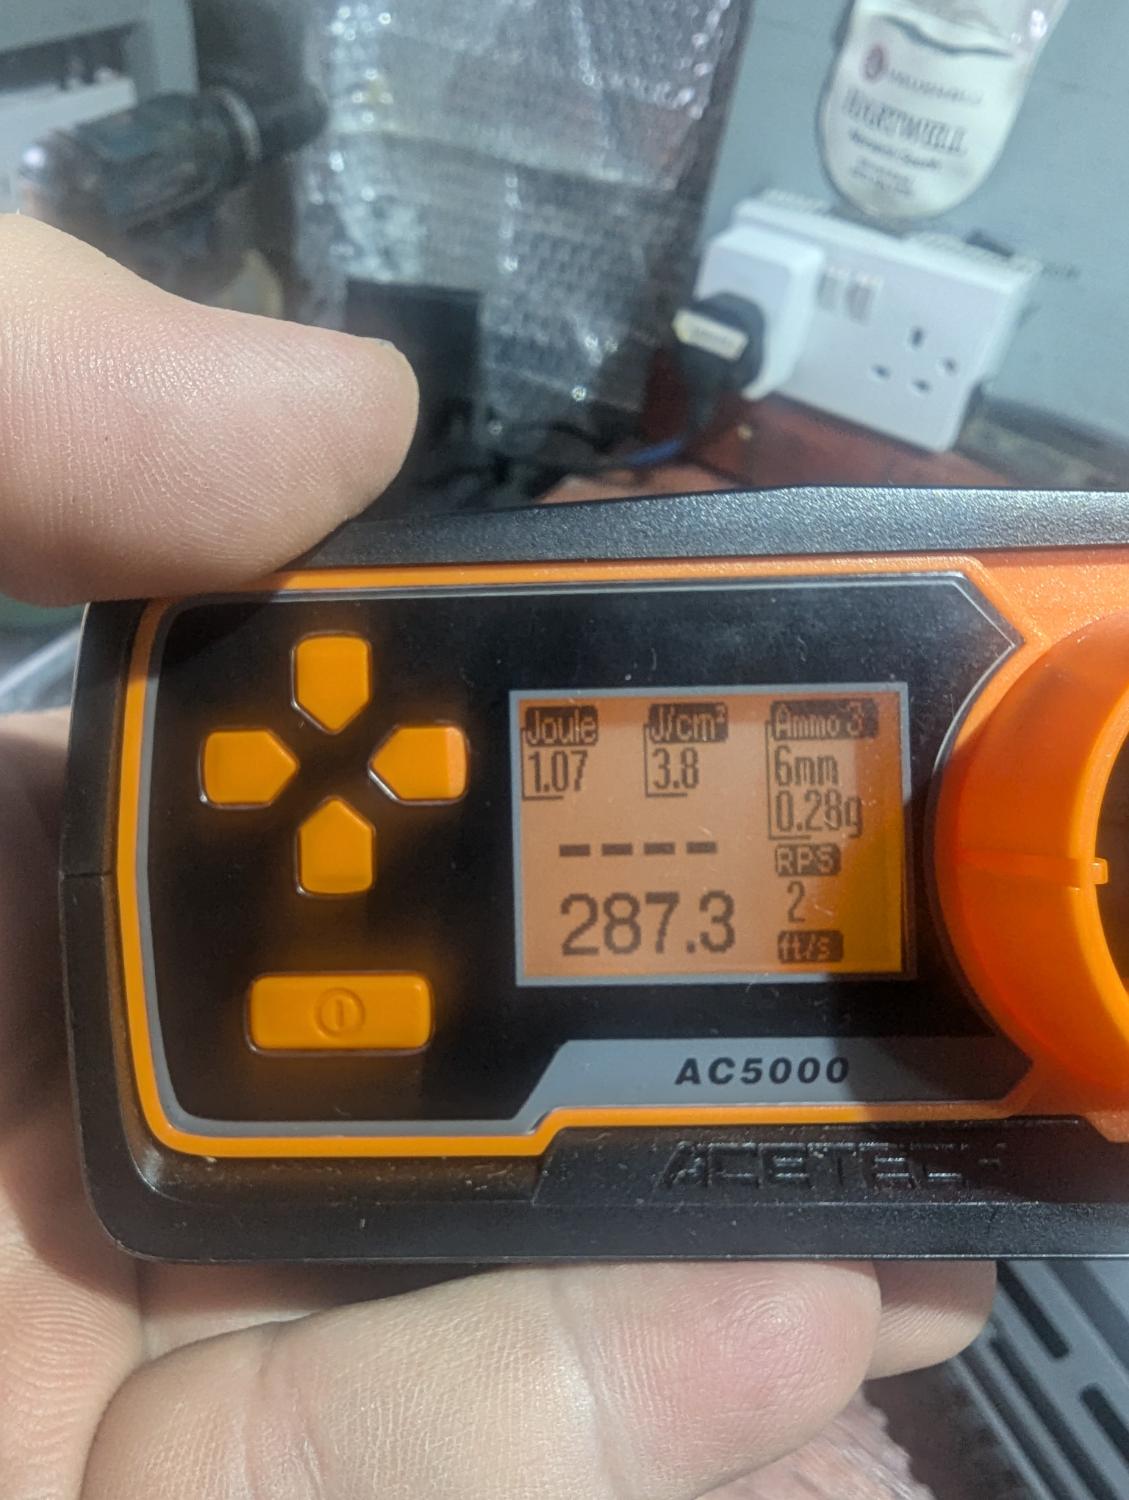 Joule
1.07
J/cm²
3.8
Ammo 3
6mm
0.28g
----
287.3
RPS
2
ft/s
AC5000
ACETECH